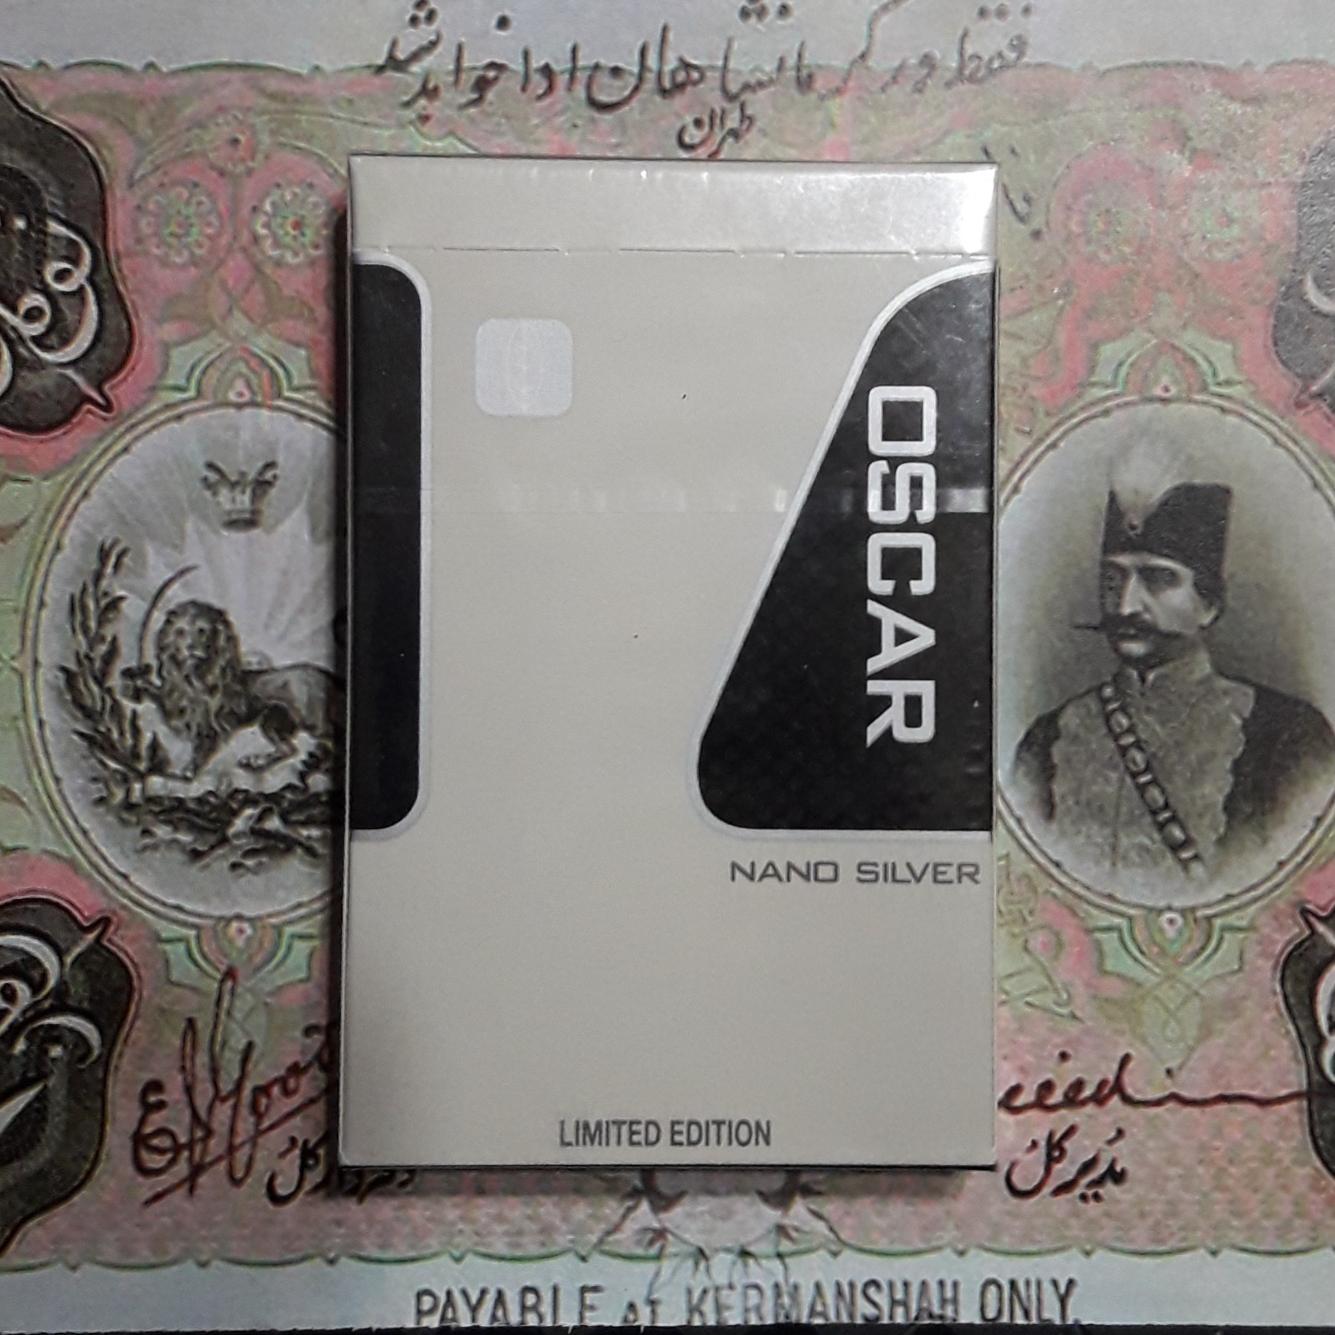 فقط در کرمانشاهان ادا خواهد شد
طهران
OSCAR
NANO SILVER
LIMITED EDITION
مدیر کل
PAYABLE at KERMANSHAH ONLY.